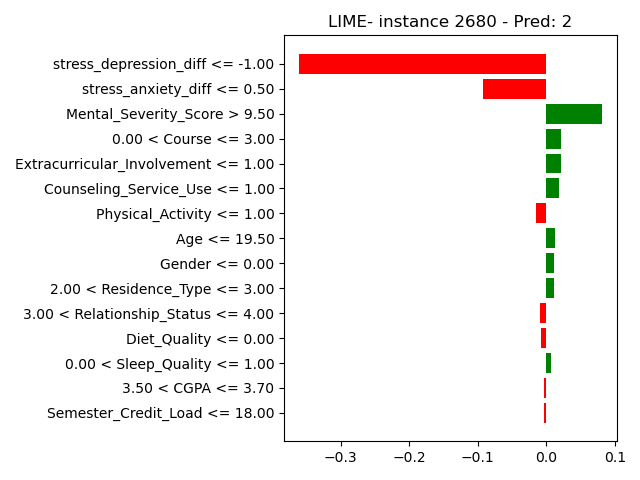 LIME- instance 2680 - Pred: 2
stress_depression_diff <= -1.00
stress_anxiety_diff <= 0.50
Mental_Severity_Score > 9.50
0.00 < Course <= 3.00
Extracurricular_Involvement <= 1.00
Counseling_Service_Use <= 1.00
Physical_Activity <= 1.00
Age <= 19.50
Gender <= 0.00
2.00 < Residence_Type <= 3.00
3.00 < Relationship_Status <= 4.00
Diet_Quality <= 0.00
0.00 < Sleep_Quality <= 1.00
3.50 < CGPA <= 3.70
Semester_Credit_Load <= 18.00
−0.3 −0.2 −0.1 0.0 0.1